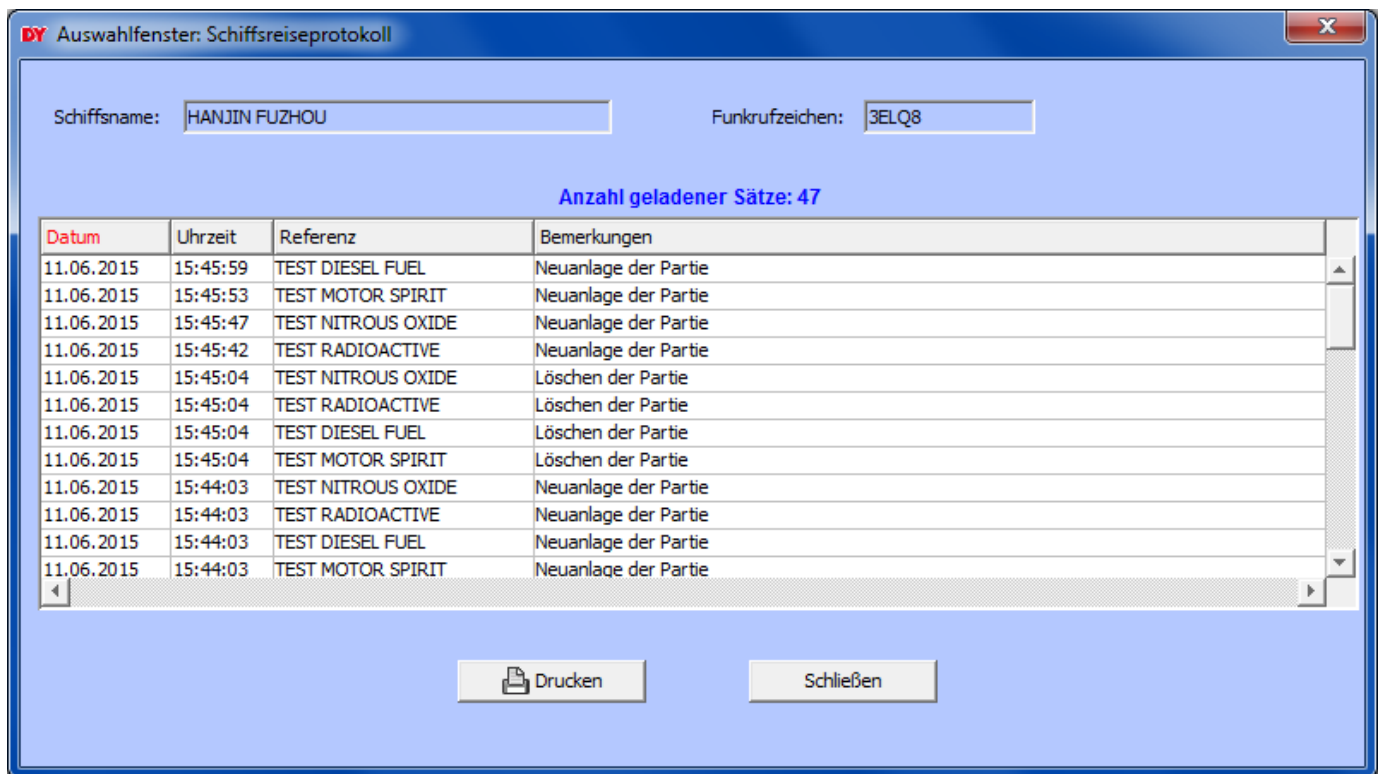 DY Auswahlfenster: Schiffsreiseprotokoll
Schiffsname: HANJIN FUZHOU Funkrufzeichen: 3ELQ8
Anzahl geladener Sätze: 47
Datum Uhrzeit Referenz Bemerkungen
11.06.2015 15:45:59 TEST DIESEL FUEL Neuanlage der Partie
11.06.2015 15:45:53 TEST MOTOR SPIRIT Neuanlage der Partie
11.06.2015 15:45:47 TEST NITROUS OXIDE Neuanlage der Partie
11.06.2015 15:45:42 TEST RADIOACTIVE Neuanlage der Partie
11.06.2015 15:45:04 TEST NITROUS OXIDE Löschen der Partie
11.06.2015 15:45:04 TEST RADIOACTIVE Löschen der Partie
11.06.2015 15:45:04 TEST DIESEL FUEL Löschen der Partie
11.06.2015 15:45:04 TEST MOTOR SPIRIT Löschen der Partie
11.06.2015 15:44:03 TEST NITROUS OXIDE Neuanlage der Partie
11.06.2015 15:44:03 TEST RADIOACTIVE Neuanlage der Partie
11.06.2015 15:44:03 TEST DIESEL FUEL Neuanlage der Partie
11.06.2015 15:44:03 TEST MOTOR SPIRIT Neuanlage der Partie
Drucken Schließen